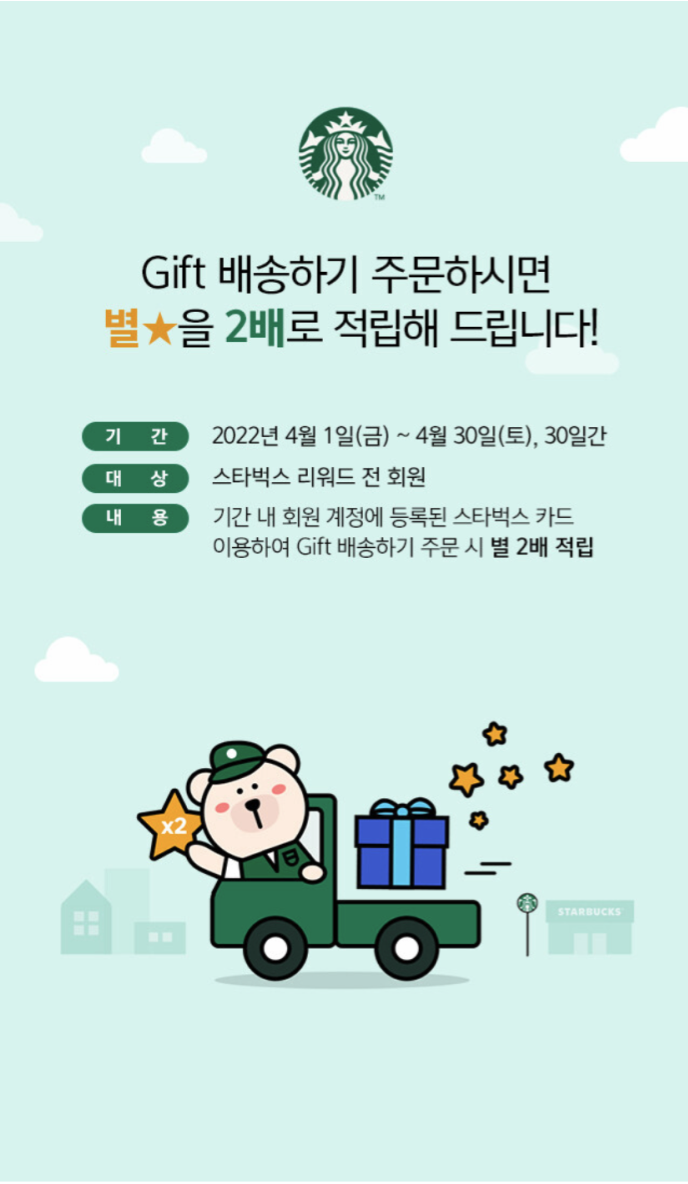 TM
Gift 배송하기 주문하시면
별★을 2배로 적립해 드립니다!
기 간 2022년 4월 1일(금) ~ 4월 30일(토), 30일간
대 상 스타벅스 리워드 전 회원
내 용 기간 내 회원 계정에 등록된 스타벅스 카드
이용하여 Gift 배송하기 주문 시 별 2배 적립
x2
STARBUCKS